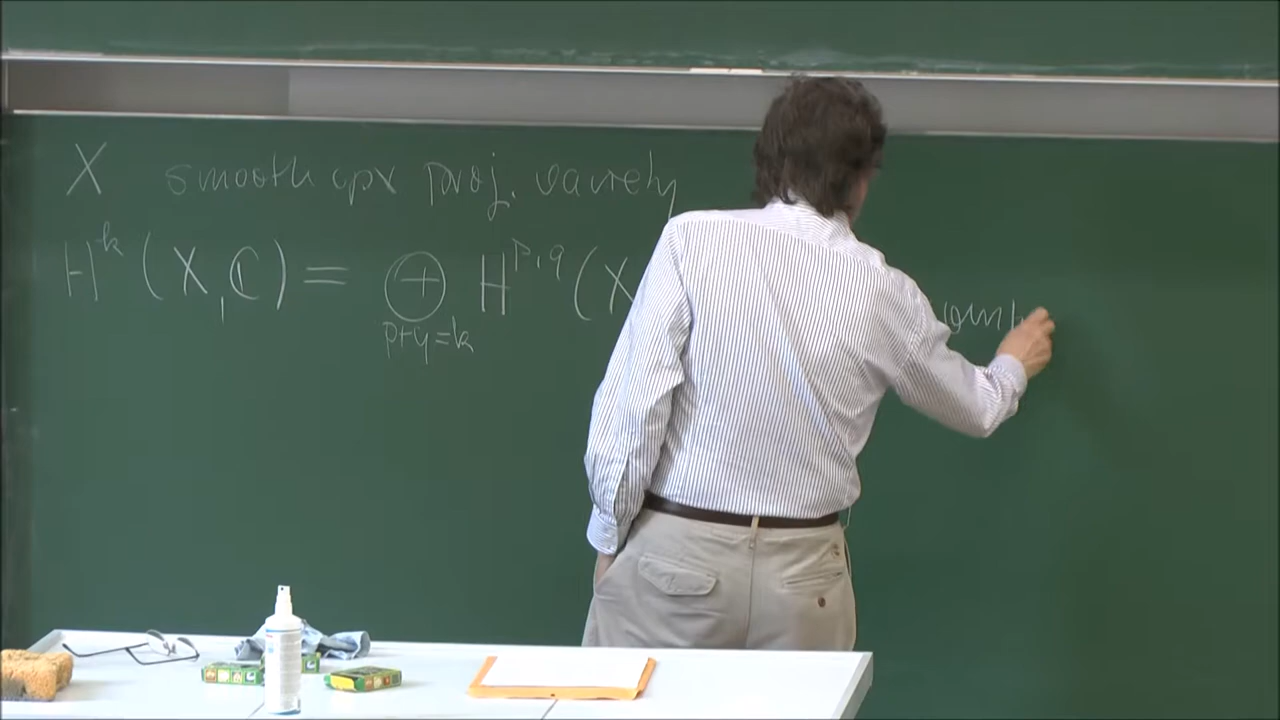 X smooth cpx proj. variety
H^k (X, ℂ) = ⊕ H^{p,q} (X
p+q=k